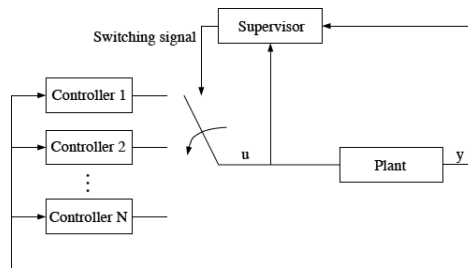 Supervisor
Switching signal
Controller 1
Controller 2
u
Plant
y
Controller N